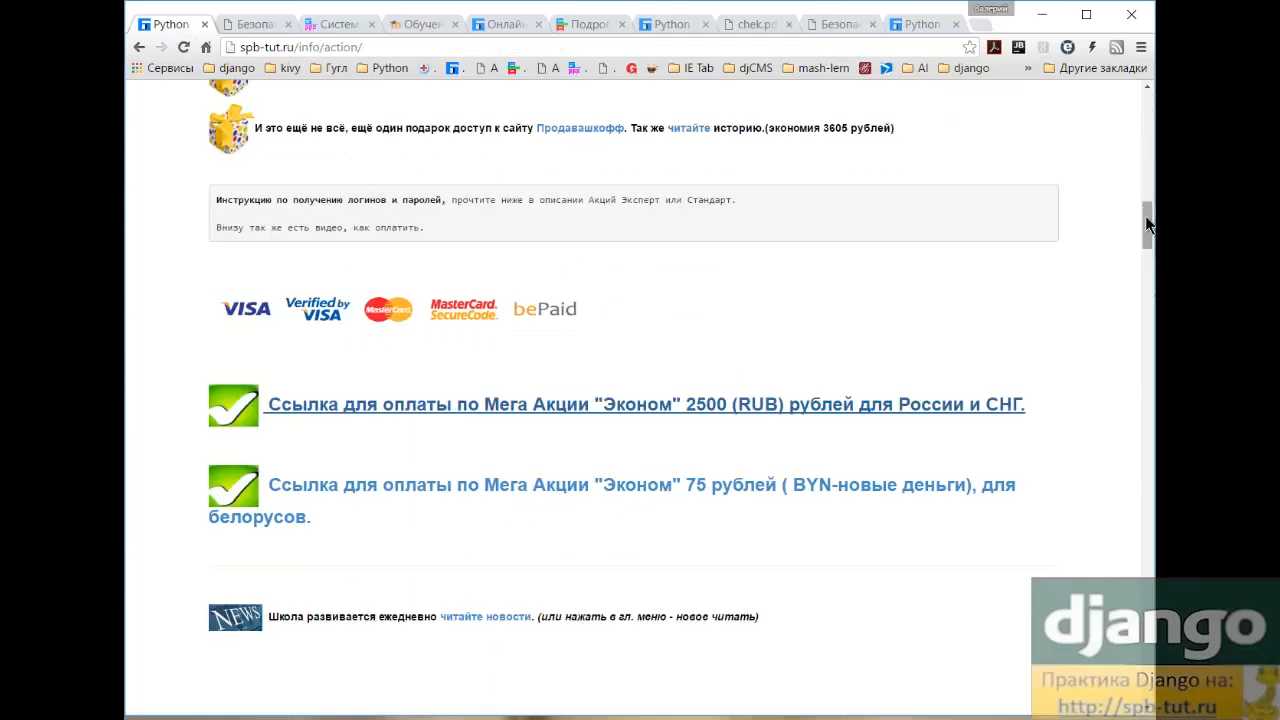 Валерий
Python
Безопа
Систем
Обучен
Онлайн
Подроб
Python
chek.pd
Безопа
Python
spb-tut.ru/info/action/
Сервисы django kivy Гугл Python A A IE Tab djCMS mash-lern AI django » Другие закладки
И это ещё не всё, ещё один подарок доступ к сайту Продавашкофф. Так же читайте историю.(экономия 3605 рублей)
Инструкцию по получению логинов и паролей, прочтите ниже в описании Акций Эксперт или Стандарт.
Внизу так же есть видео, как оплатить.
VISA Verified by VISA MasterCard. MasterCard. SecureCode. bePaid
Ссылка для оплаты по Мега Акции "Эконом" 2500 (RUB) рублей для России и СНГ.
Ссылка для оплаты по Мега Акции "Эконом" 75 рублей ( BYN-новые деньги), для
белорусов.
NEWS Школа развивается ежедневно читайте новости. (или нажать в гл. меню - новое читать)
django
Практика Django на:
http://spb-tut.ru